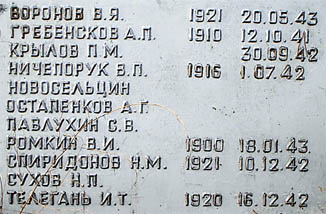 ВОРОНОВ В.Я. 1921 20.05.43
ГРЕБЕНСКОВ А.П. 1910 12.10.41
КРЫЛОВ П.М. 30.09.42
НИЧЕПОРУК В.П. 1916 1.07.42
НОВОСЕЛЬЦИН
ОСТАПЕНКОВ А.Г.
ПАВЛУХИН С.В.
РОМКИН В.И. 1900 18.01.43.
СПИРИДОНОВ Н.М. 1921 10.12.42
СУХОВ Н.П.
ТЕЛЕГАНЬ И.Т. 1920 16.12.42